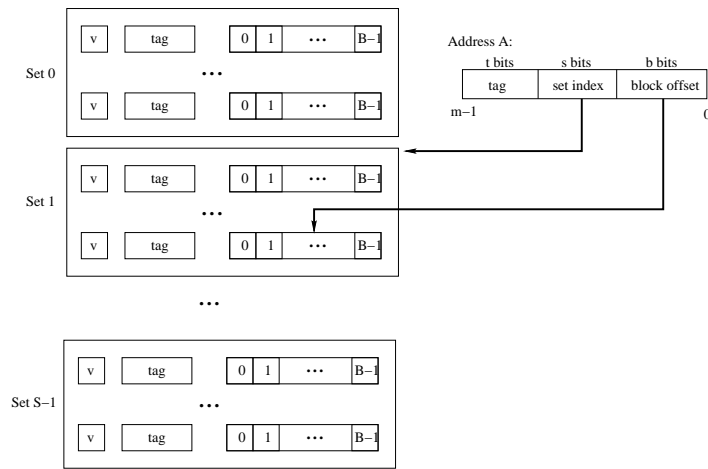 v tag 0 1 ••• B−1
Set 0 •••
v tag 0 1 ••• B−1
Address A:
t bits s bits b bits
tag set index block offset
m−1 0
v tag 0 1 ••• B−1
Set 1 •••
v tag 0 1 ••• B−1
•••
v tag 0 1 ••• B−1
Set S−1 •••
v tag 0 1 ••• B−1